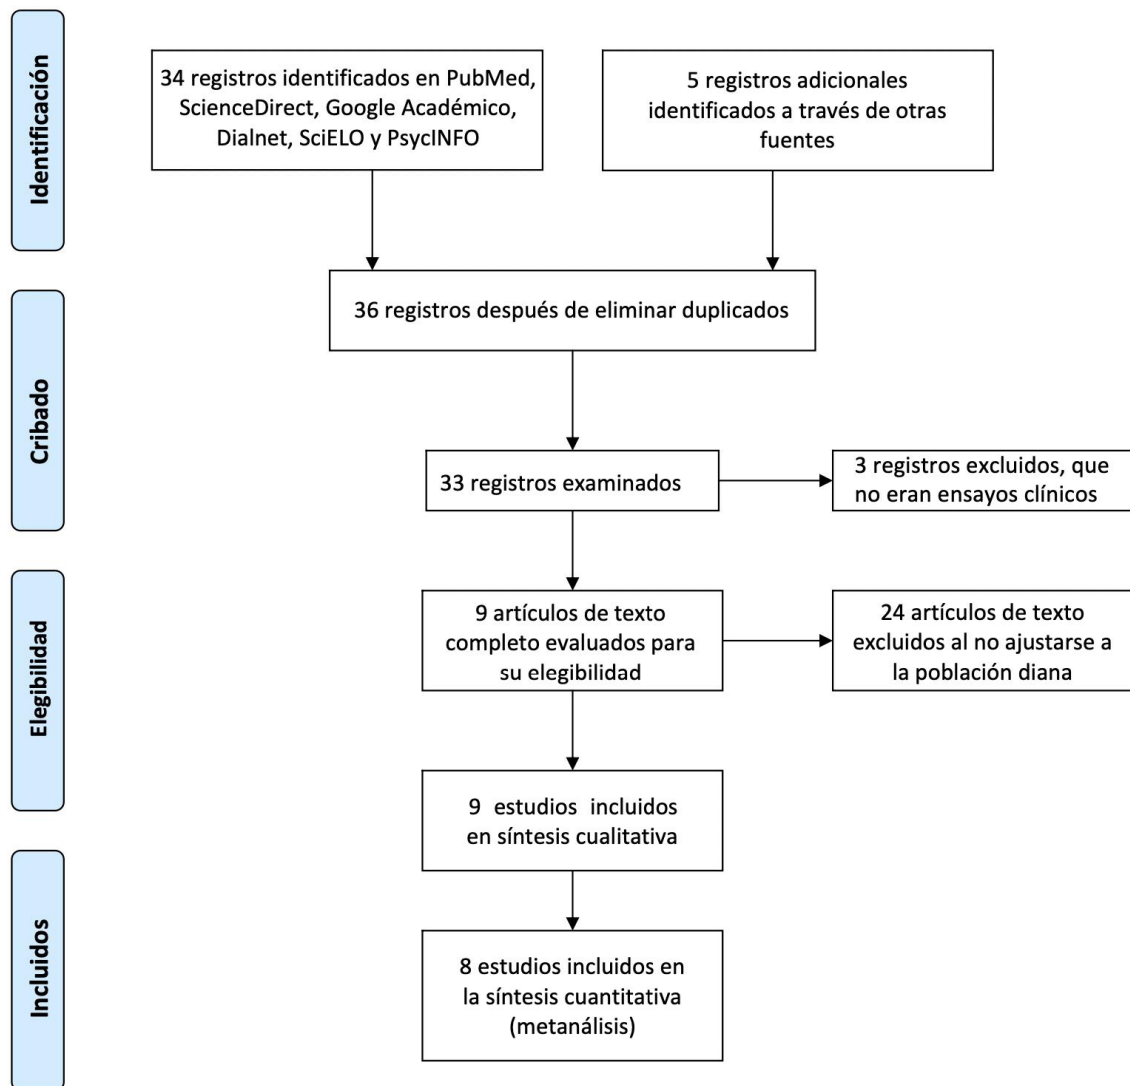 Identificación
34 registros identificados en PubMed,
ScienceDirect, Google Académico,
Dialnet, SciELO y PsycINFO
5 registros adicionales
identificados a través de otras
fuentes
Cribado
36 registros después de eliminar duplicados
33 registros examinados
3 registros excluidos, que
no eran ensayos clínicos
Elegibilidad
9 artículos de texto
completo evaluados para
su elegibilidad
24 artículos de texto
excluidos al no ajustarse a
la población diana
9 estudios incluidos
en síntesis cualitativa
Incluidos
8 estudios incluidos en
la síntesis cuantitativa
(metanálisis)